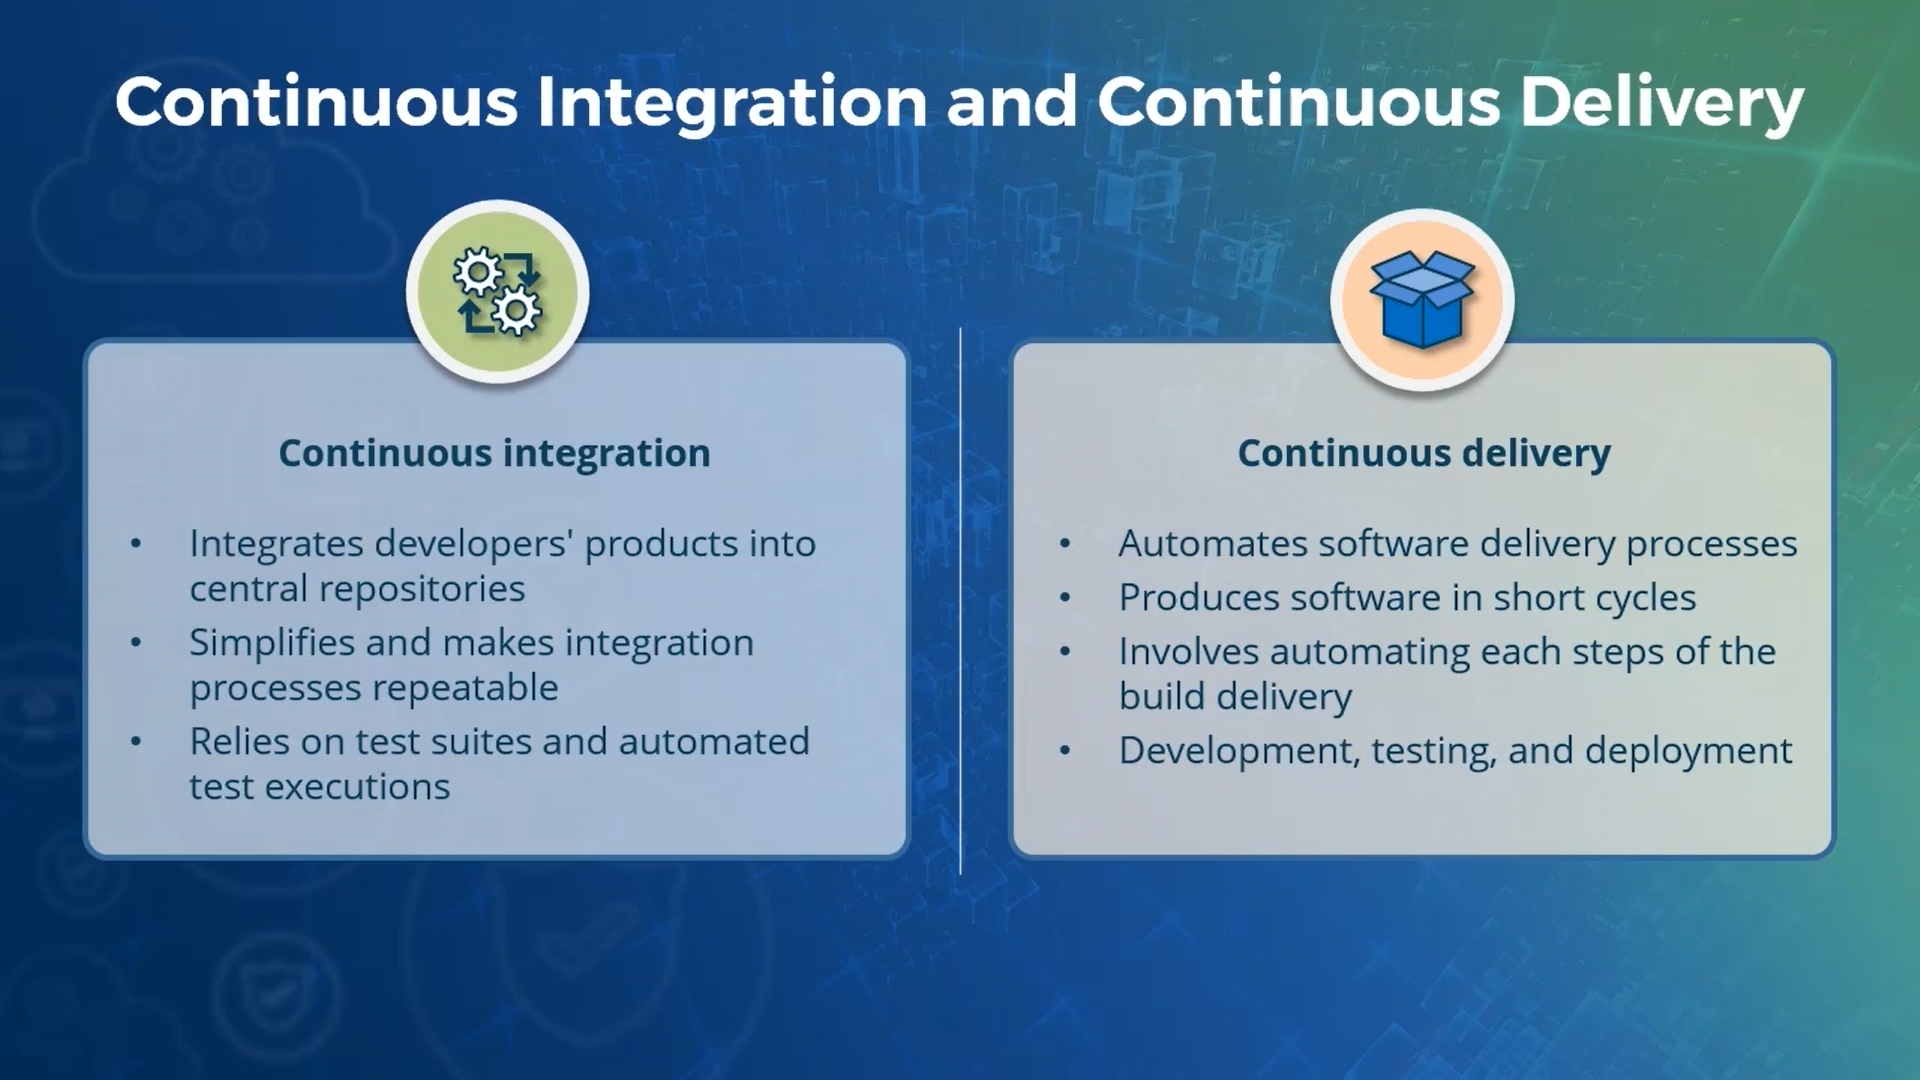 Continuous Integration and Continuous Delivery
Continuous integration
• Integrates developers' products into
central repositories
• Simplifies and makes integration
processes repeatable
• Relies on test suites and automated
test executions
Continuous delivery
• Automates software delivery processes
• Produces software in short cycles
• Involves automating each steps of the
build delivery
• Development, testing, and deployment